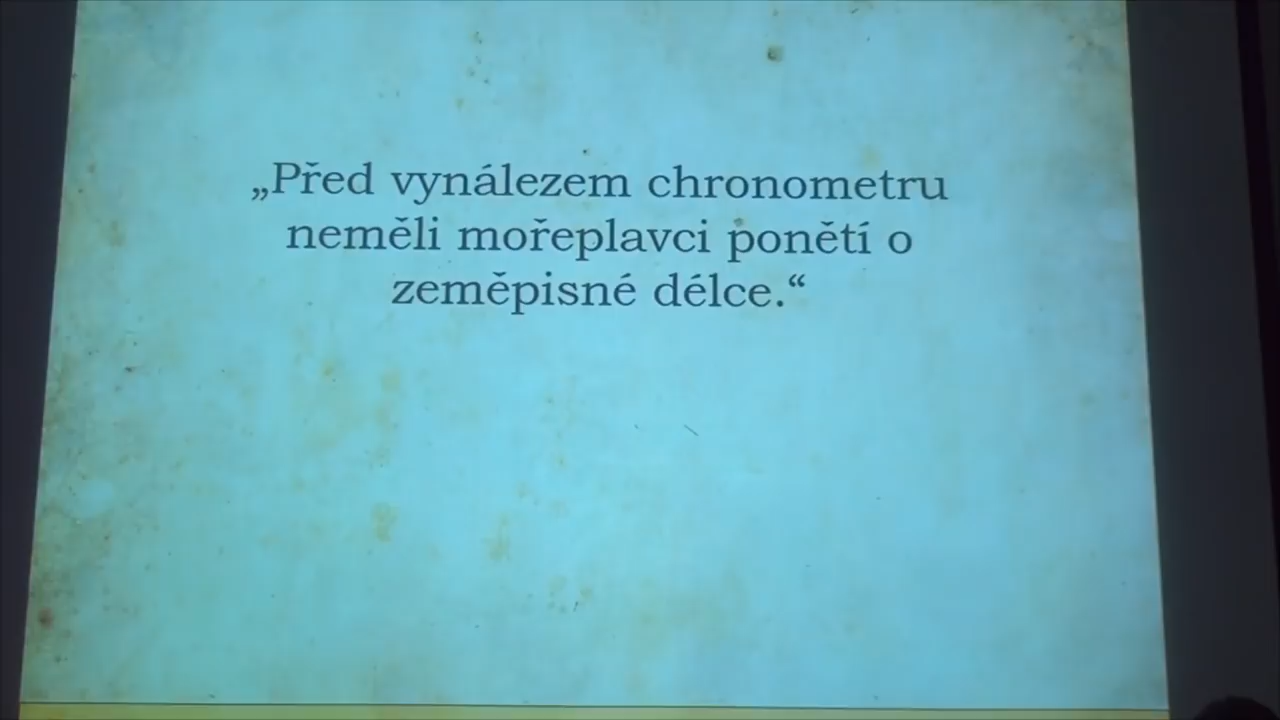 „Před vynálezem chronometru
neměli mořeplavci ponětí o
zeměpisné délce.“